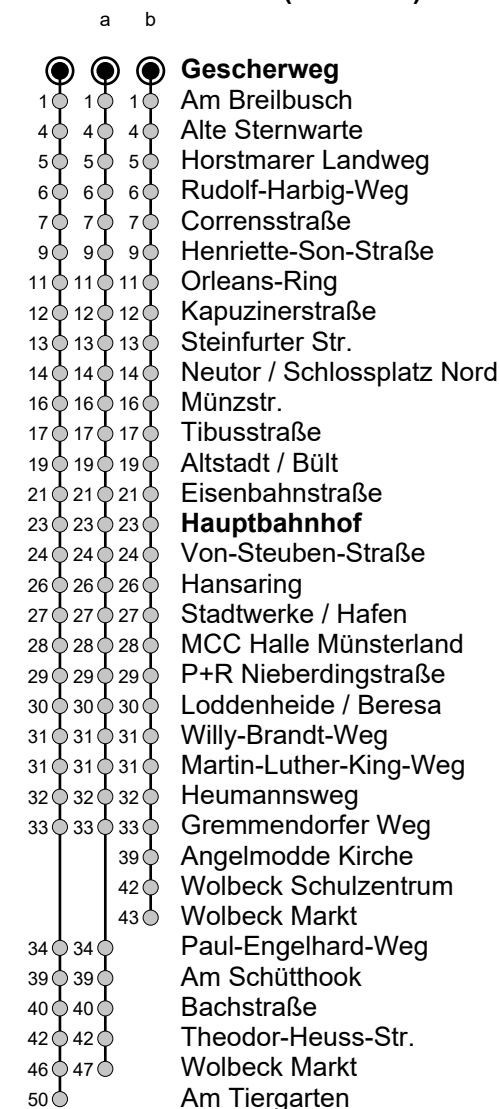 a b
Gescherweg
1 1 1 Am Breilbusch
4 4 4 Alte Sternwarte
5 5 5 Horstmarer Landweg
6 6 6 Rudolf-Harbig-Weg
7 7 7 Corrensstraße
9 9 9 Henriette-Son-Straße
11 11 11 Orleans-Ring
12 12 12 Kapuzinerstraße
13 13 13 Steinfurter Str.
14 14 14 Neutor / Schlossplatz Nord
16 16 16 Münzstr.
17 17 17 Tibusstraße
19 19 19 Altstadt / Bült
21 21 21 Eisenbahnstraße
23 23 23 Hauptbahnhof
24 24 24 Von-Steuben-Straße
26 26 26 Hansaring
27 27 27 Stadtwerke / Hafen
28 28 28 MCC Halle Münsterland
29 29 29 P+R Nieberdingstraße
30 30 30 Loddenheide / Beresa
31 31 31 Willy-Brandt-Weg
31 31 31 Martin-Luther-King-Weg
32 32 32 Heumannsweg
33 33 33 Gremmendorfer Weg
39 Angelmodde Kirche
42 Wolbeck Schulzentrum
43 Wolbeck Markt
34 34 Paul-Engelhard-Weg
39 39 Am Schütthook
40 40 Bachstraße
42 42 Theodor-Heuss-Str.
46 47 Wolbeck Markt
50 Am Tiergarten